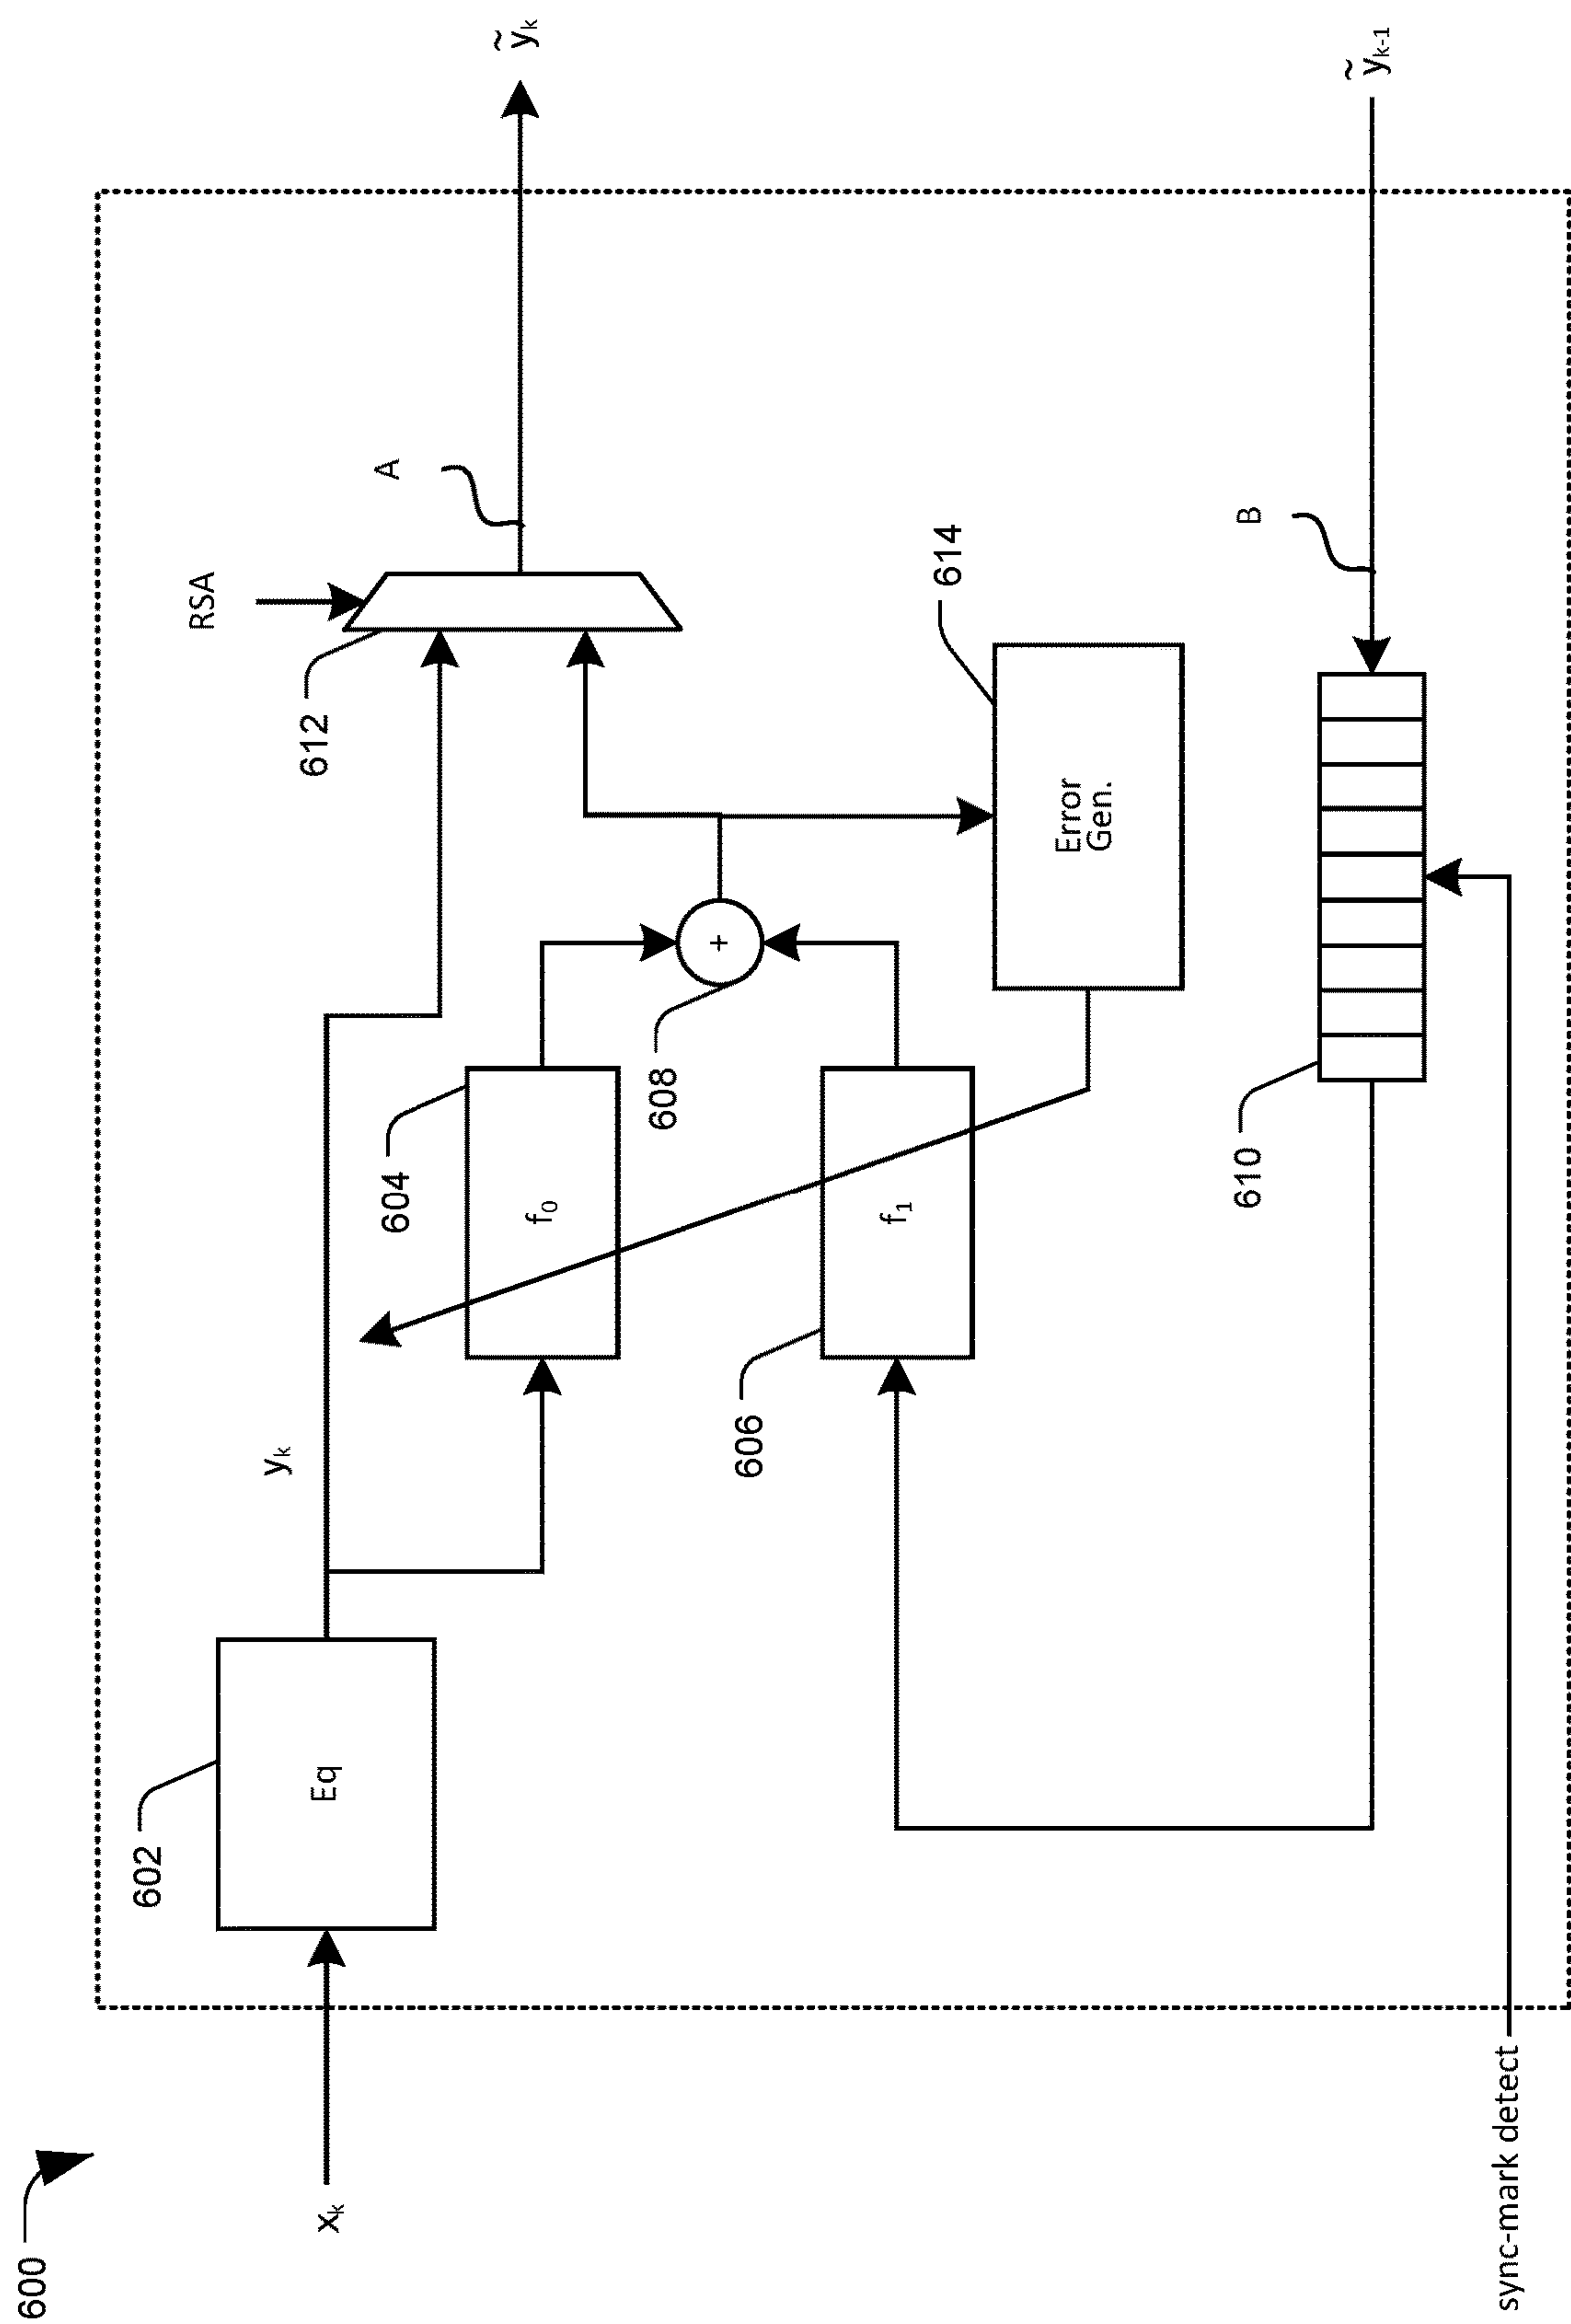 600
x_k
602
Eq
y_k
604
f_0
606
f_1
608
+
612
RSA
A
ỹ_k
614
Error
Gen.
610
B
ỹ_k-1
sync-mark detect